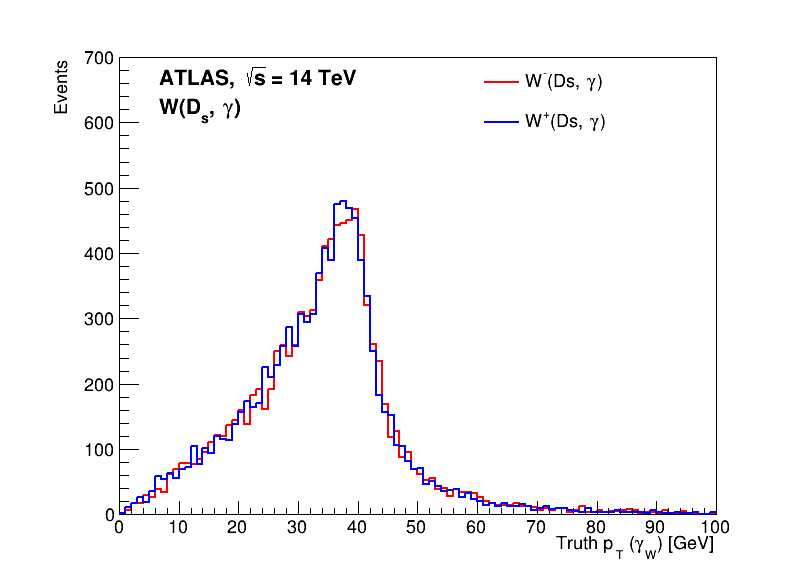 700
600
500
400
300
200
100
0
Events
ATLAS, √s = 14 TeV
W(Ds, γ)
W-(Ds, γ)
W+(Ds, γ)
0 10 20 30 40 50 60 70 80 90 100
Truth pT (γW) [GeV]